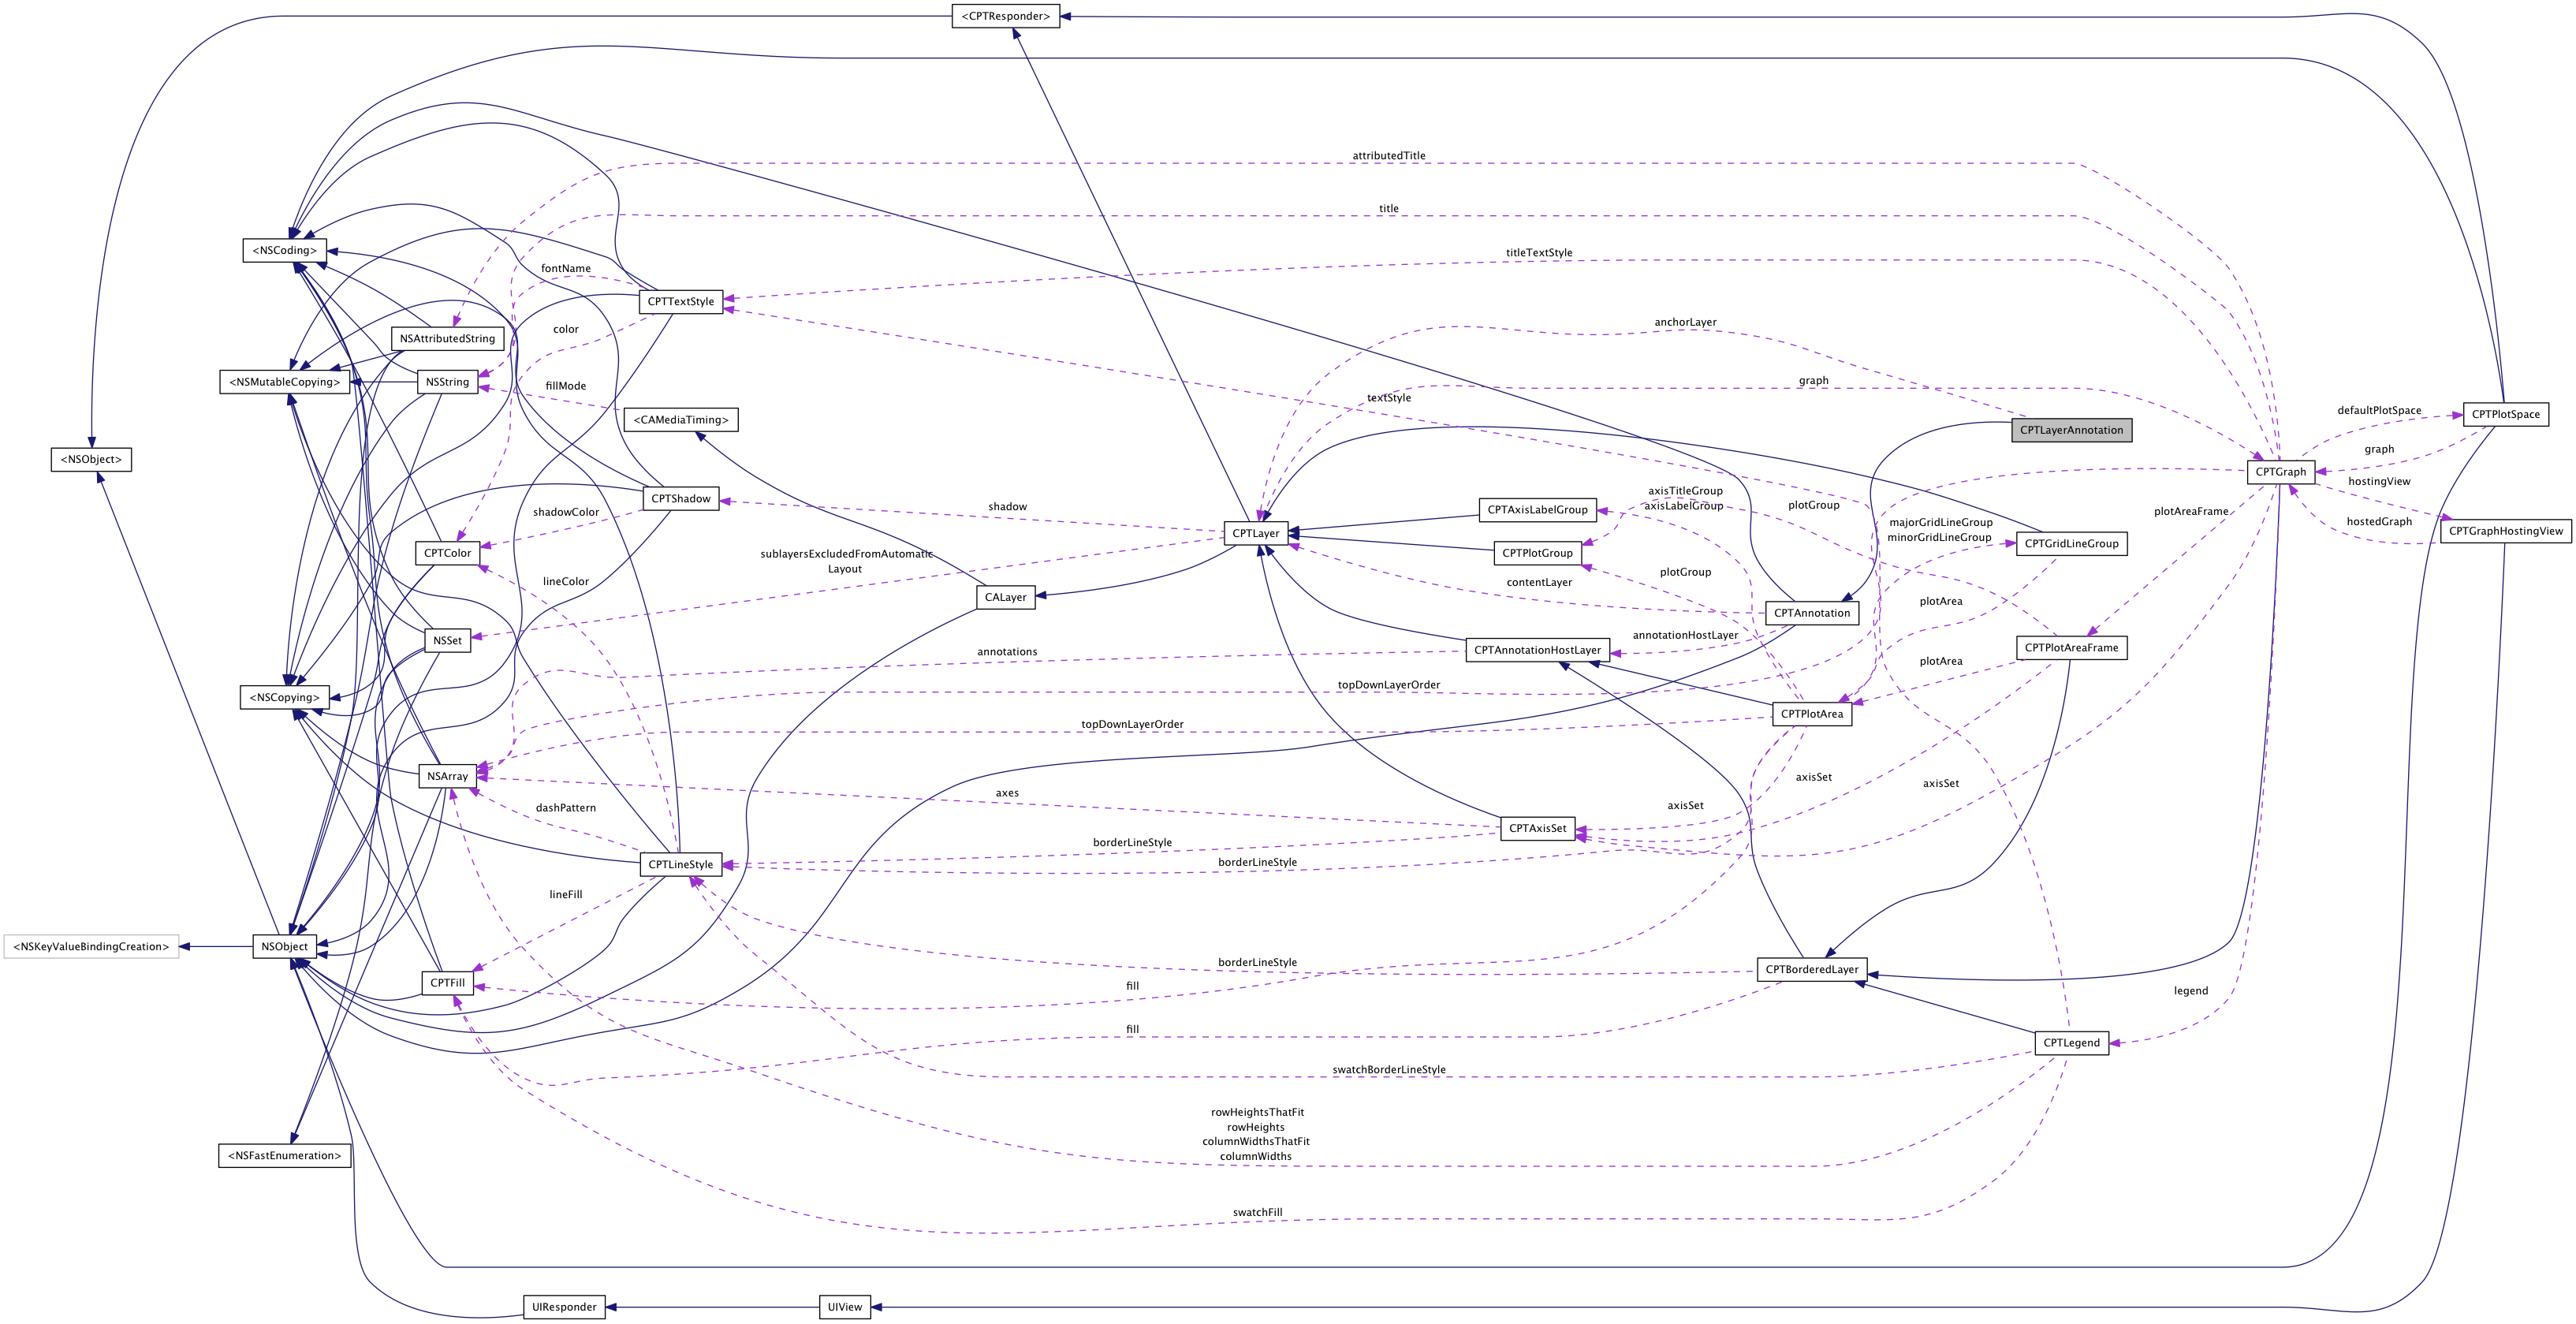 <CPTResponder>
attributedTitle
title
<NSCoding>
titleTextStyle
fontName
CPTTextStyle
anchorLayer
color
NSAttributedString
<NSMutableCopying>
NSString
fillMode
graph
textStyle
defaultPlotSpace
CPTPlotSpace
<CAMediaTiming>
CPTLayerAnnotation
graph
<NSObject>
CPTGraph
hostingView
CPTShadow
axisTitleGroup
axisLabelGroup
plotGroup
CPTAxisLabelGroup
shadow
shadowColor
plotAreaFrame
majorGridLineGroup
minorGridLineGroup
hostedGraph
CPTGraphHostingView
CPTLayer
CPTGridLineGroup
CPTColor
sublayersExcludedFromAutomatic
Layout
CPTPlotGroup
plotGroup
lineColor
contentLayer
CALayer
plotArea
CPTAnnotation
annotationHostLayer
NSSet
annotations
CPTAnnotationHostLayer
CPTPlotAreaFrame
plotArea
<NSCopying>
topDownLayerOrder
CPTPlotArea
topDownLayerOrder
NSArray
axisSet
axisSet
axes
dashPattern
axisSet
CPTAxisSet
borderLineStyle
CPTLineStyle
borderLineStyle
lineFill
<NSKeyValueBindingCreation>
NSObject
borderLineStyle
CPTBorderedLayer
CPTFill
fill
legend
fill
CPTLegend
swatchBorderLineStyle
rowHeightsThatFit
rowHeights
columnWidthsThatFit
columnWidths
<NSFastEnumeration>
swatchFill
UIResponder
UIView